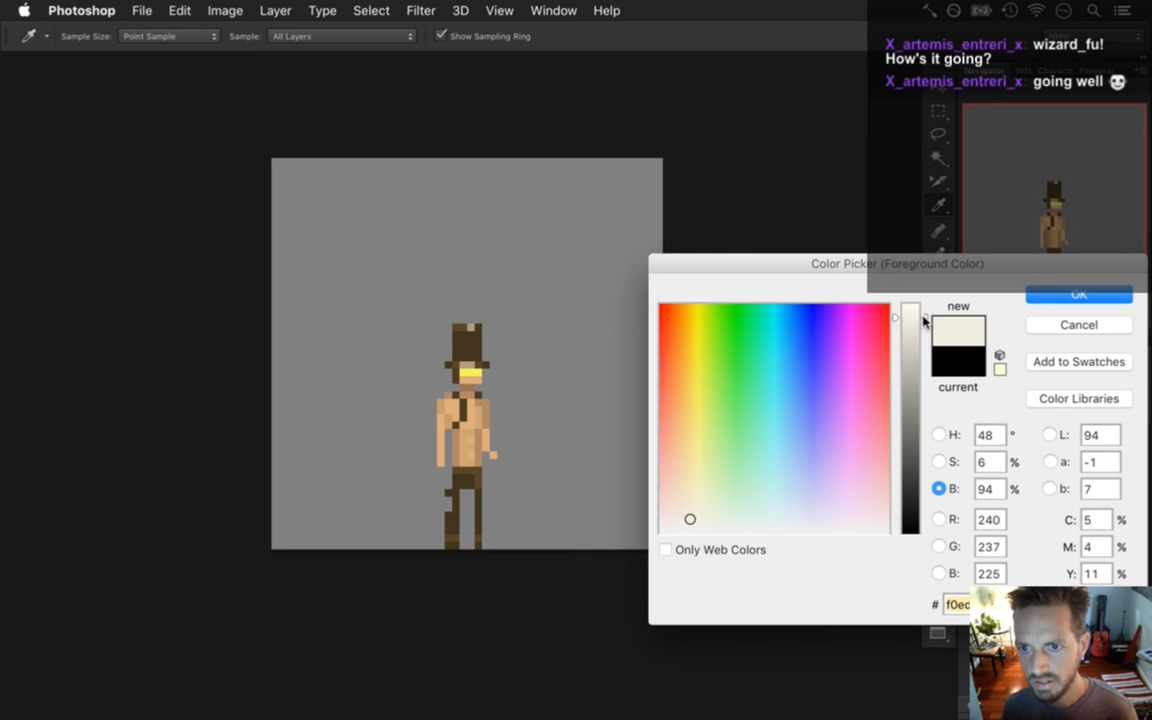 Photoshop File Edit Image Layer Type Select Filter 3D View Window Help
Sample Size: Point Sample Sample: All Layers Show Sampling Ring
X_artemis_entreri_x: wizard_fu!
How's it going?
X_artemis_entreri_x: going well
Color Picker (Foreground Color)
new
OK
Cancel
Add to Swatches
current
Color Libraries
H: 48 ° L: 94
S: 6 % a: -1
B: 94 % b: 7
R: 240 C: 5 %
G: 237 M: 4 %
B: 225 Y: 11 %
Only Web Colors
# f0ed